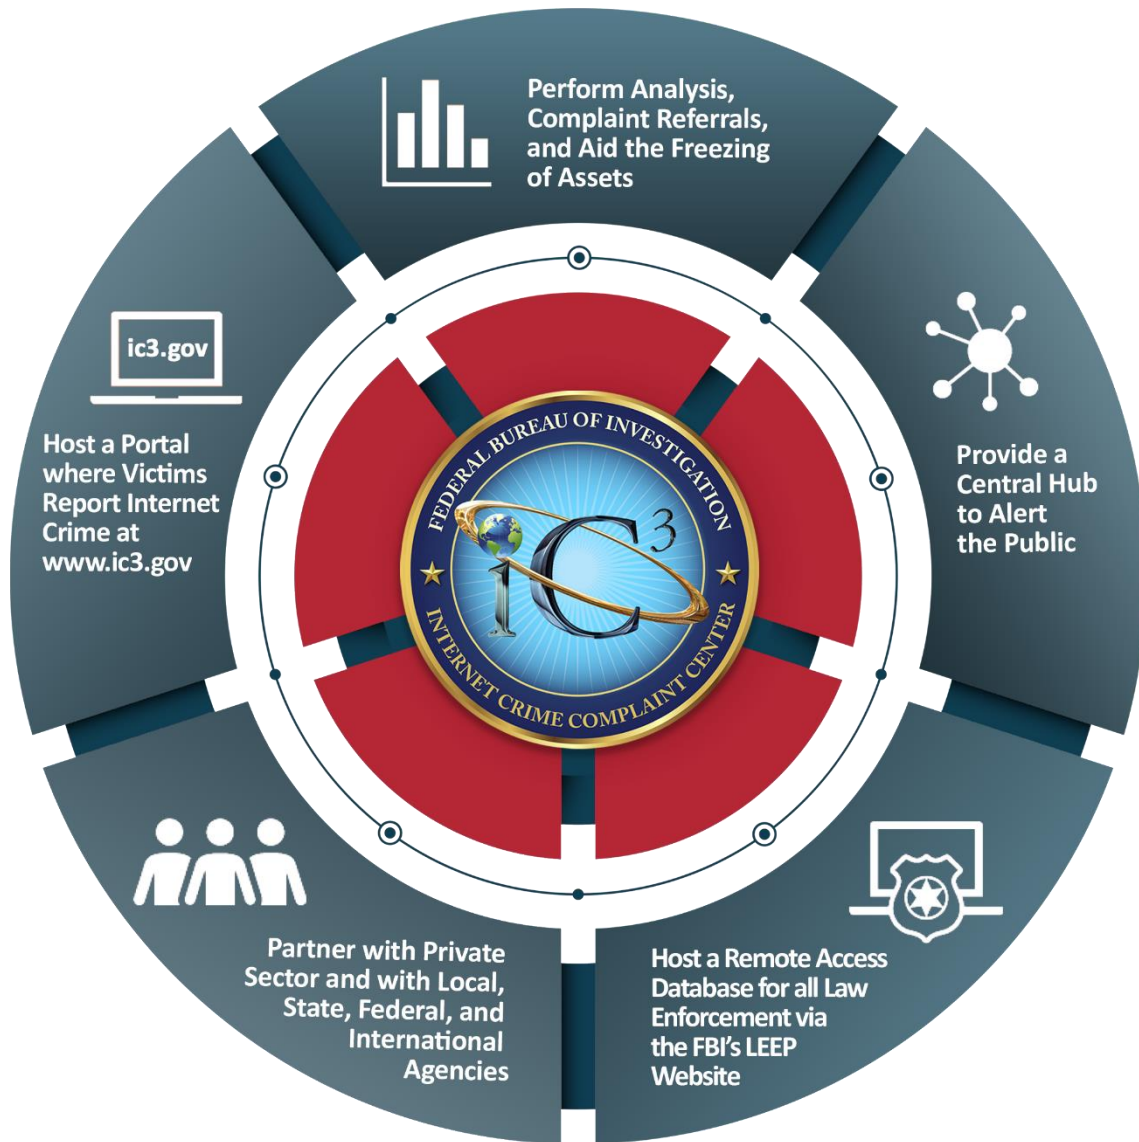 Perform Analysis,
Complaint Referrals,
and Aid the Freezing
of Assets
ic3.gov
Host a Portal
where Victims
Report Internet
Crime at
www.ic3.gov
Provide a
Central Hub
to Alert
the Public
FEDERAL BUREAU OF INVESTIGATION
iC3
INTERNET CRIME COMPLAINT CENTER
Partner with Private
Sector and with Local,
State, Federal, and
International
Agencies
Host a Remote Access
Database for all Law
Enforcement via
the FBI's LEEP
Website